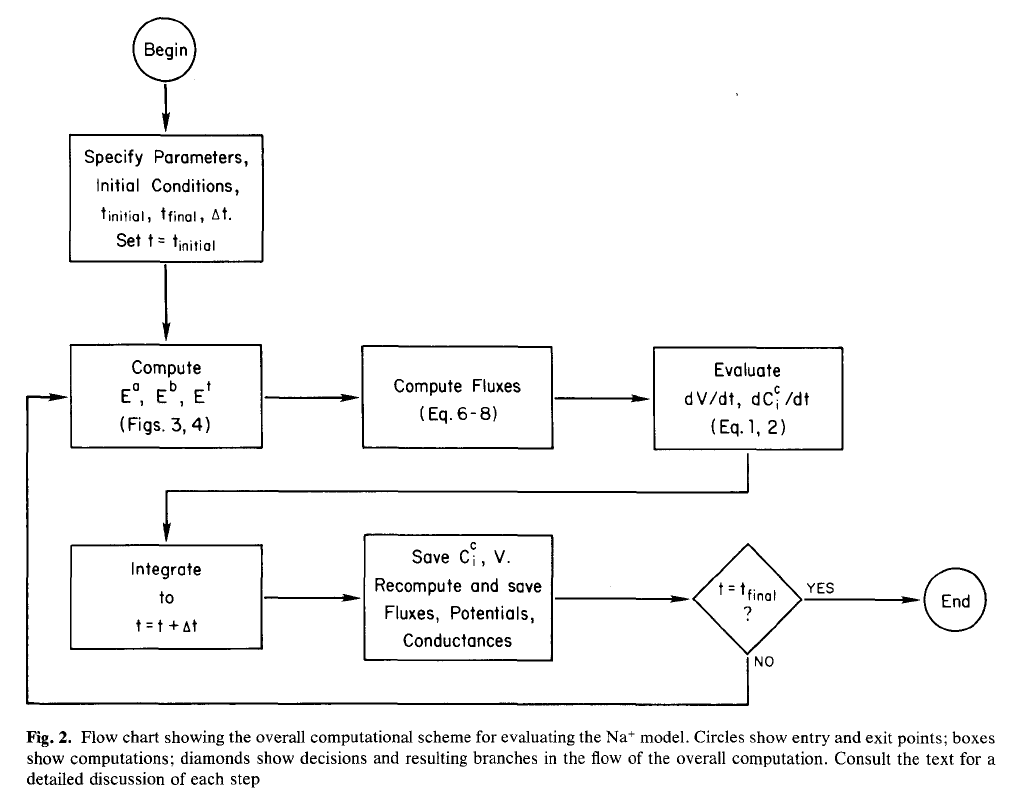 Begin
Specify Parameters,
Initial Conditions,
t_initial, t_final, Δt.
Set t = t_initial
Compute
E^a, E^b, E^t
(Figs. 3, 4)
Compute Fluxes
(Eq. 6-8)
Evaluate
dV/dt, dC_i^c/dt
(Eq. 1, 2)
Integrate
to
t = t + Δt
Save C_i^c, V.
Recompute and save
Fluxes, Potentials,
Conductances
t = t_final
?
YES
End
NO
Fig. 2. Flow chart showing the overall computational scheme for evaluating the Na⁺ model. Circles show entry and exit points; boxes
show computations; diamonds show decisions and resulting branches in the flow of the overall computation. Consult the text for a
detailed discussion of each step